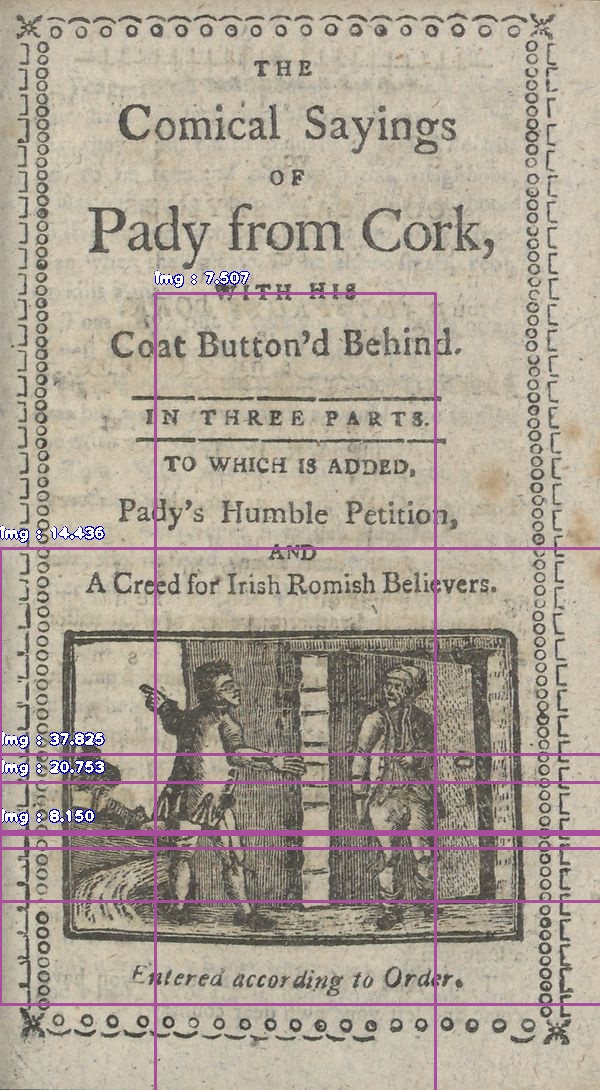 THE
Comical Sayings
OF
Pady from Cork,
Img : 7.507
WITH HIS
Coat Button'd Behind.
IN THREE PARTS.
TO WHICH IS ADDED,
Pady's Humble Petition,
Img : 14.436
AND
A Creed for Irish Romish Believers.
Img : 37.825
Img : 20.753
Img : 8.150
Entered according to Order.